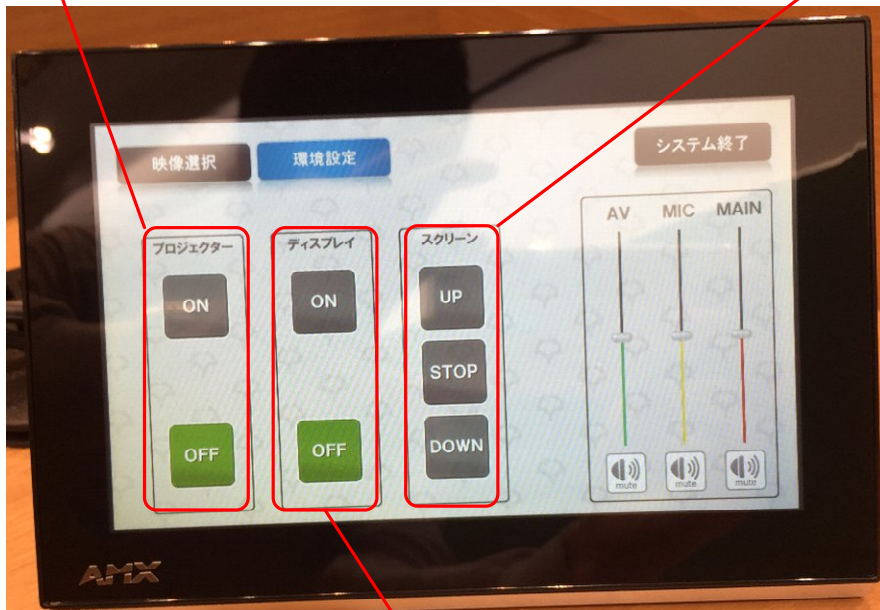 映像選択
環境設定
システム終了
プロジェクター
ON
OFF
ディスプレイ
ON
OFF
スクリーン
UP
STOP
DOWN
AV
MIC
MAIN
mute
mute
mute
AMX